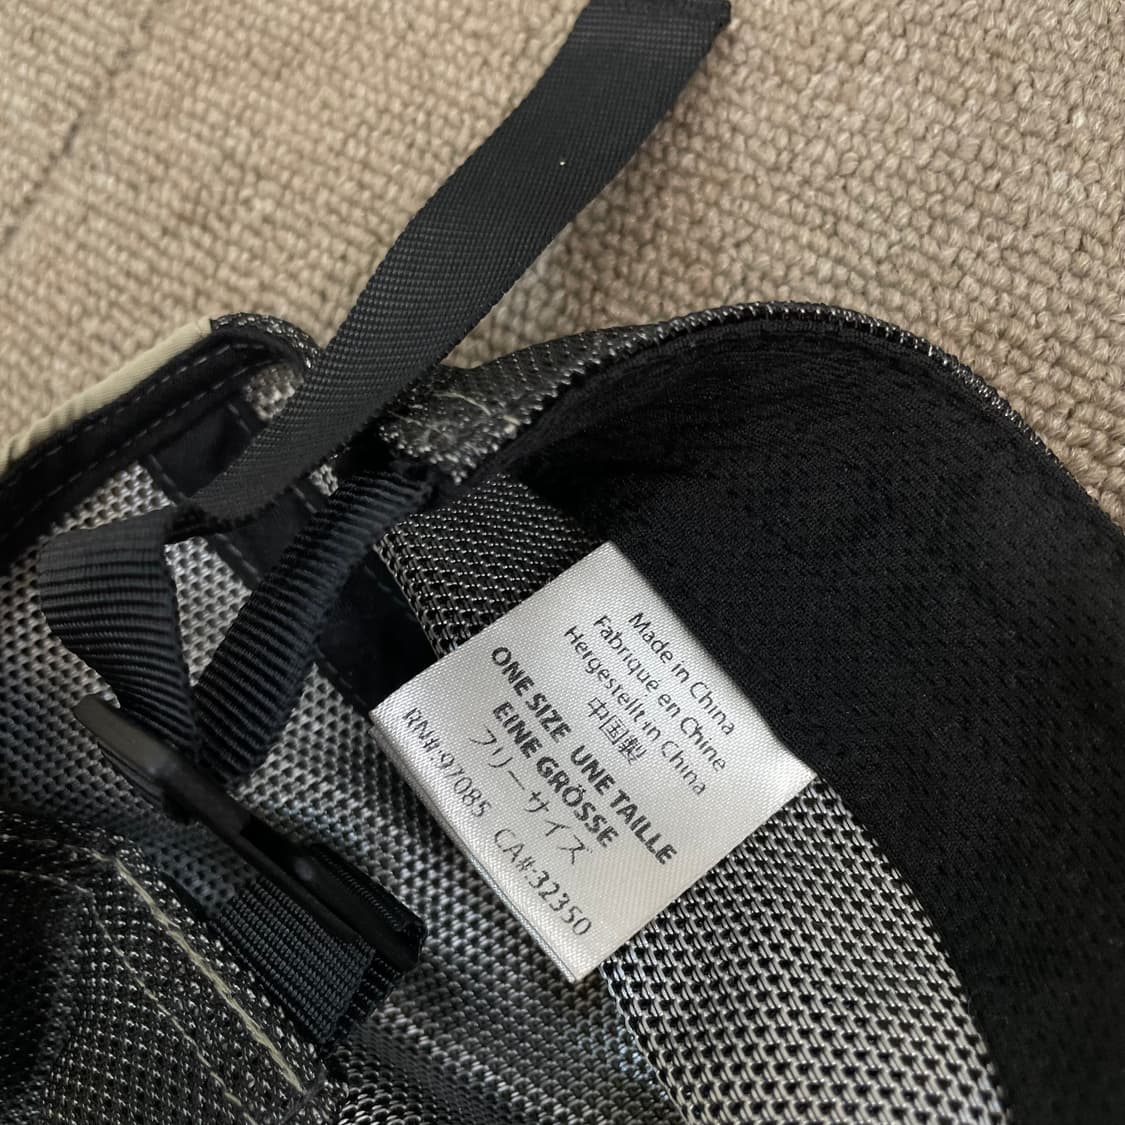 Made in China
Fabriqué en Chine
Hergestellt in China
中国製
ONE SIZE UNE TAILLE
EINE GRÖSSE
フリーサイズ
RN#:97085 CA#:32350